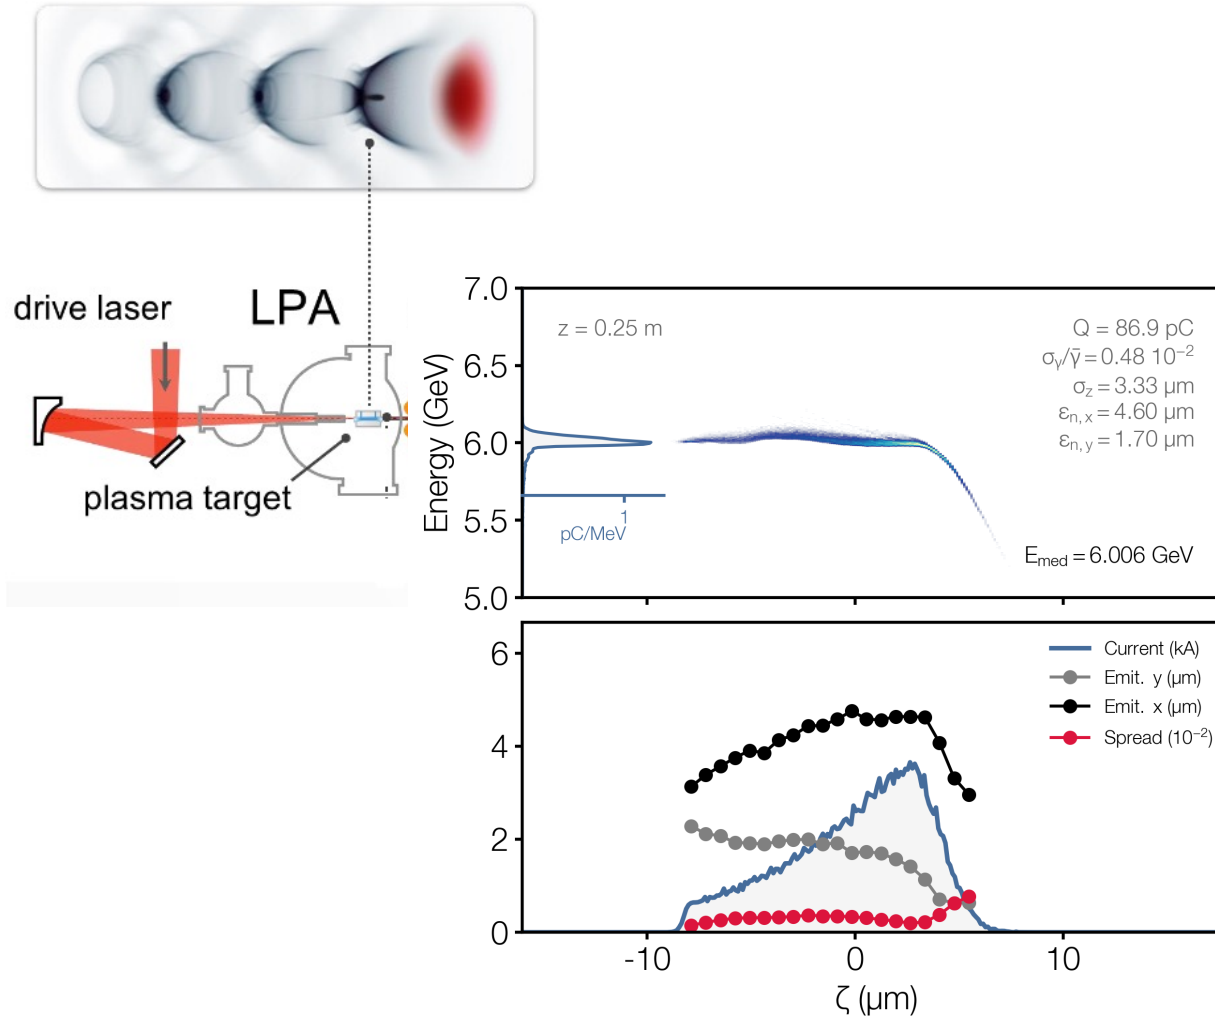 drive laser
LPA
plasma target
7.0
6.5
6.0
5.5
5.0
Energy (GeV)
z = 0.25 m
Q = 86.9 pC
σγ/γ̄ = 0.48 10⁻²
σz = 3.33 μm
εn, x = 4.60 μm
εn, y = 1.70 μm
1
pC/MeV
Emed = 6.006 GeV
6
4
2
0
Current (kA)
Emit. y (μm)
Emit. x (μm)
Spread (10⁻²)
-10
0
10
ζ (μm)